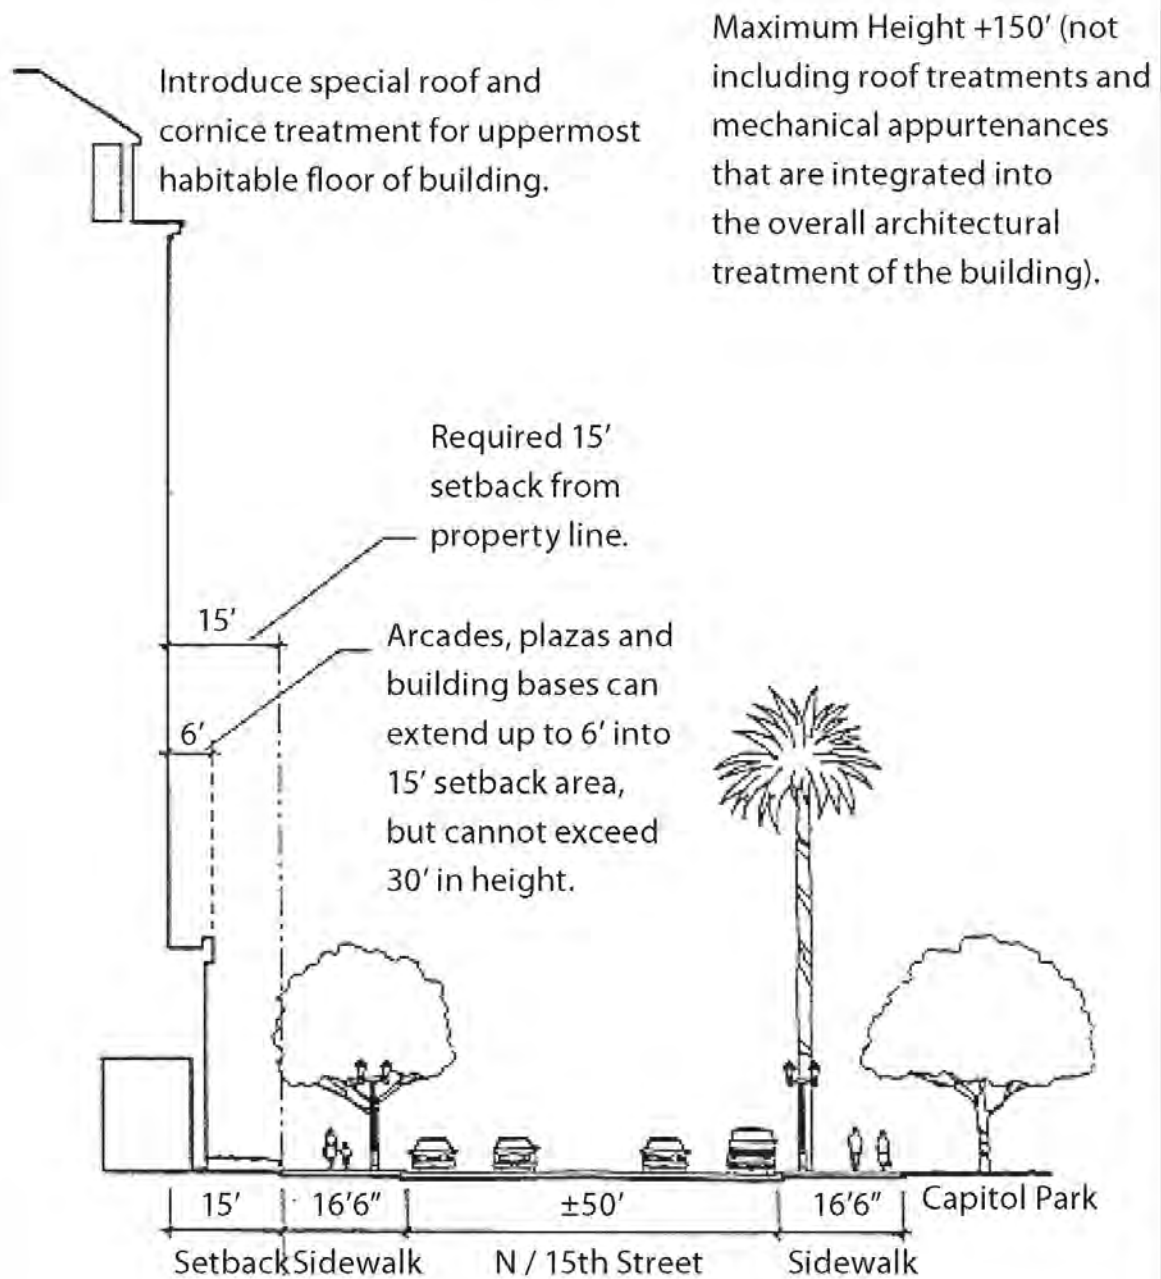 Introduce special roof and
cornice treatment for uppermost
habitable floor of building.
Maximum Height +150′ (not
including roof treatments and
mechanical appurtenances
that are integrated into
the overall architectural
treatment of the building).
Required 15′
setback from
property line.
15′
Arcades, plazas and
building bases can
extend up to 6′ into
15′ setback area,
but cannot exceed
30′ in height.
6′
15′ 16′6″ ±50′ 16′6″ Capitol Park
Setback Sidewalk N / 15th Street Sidewalk